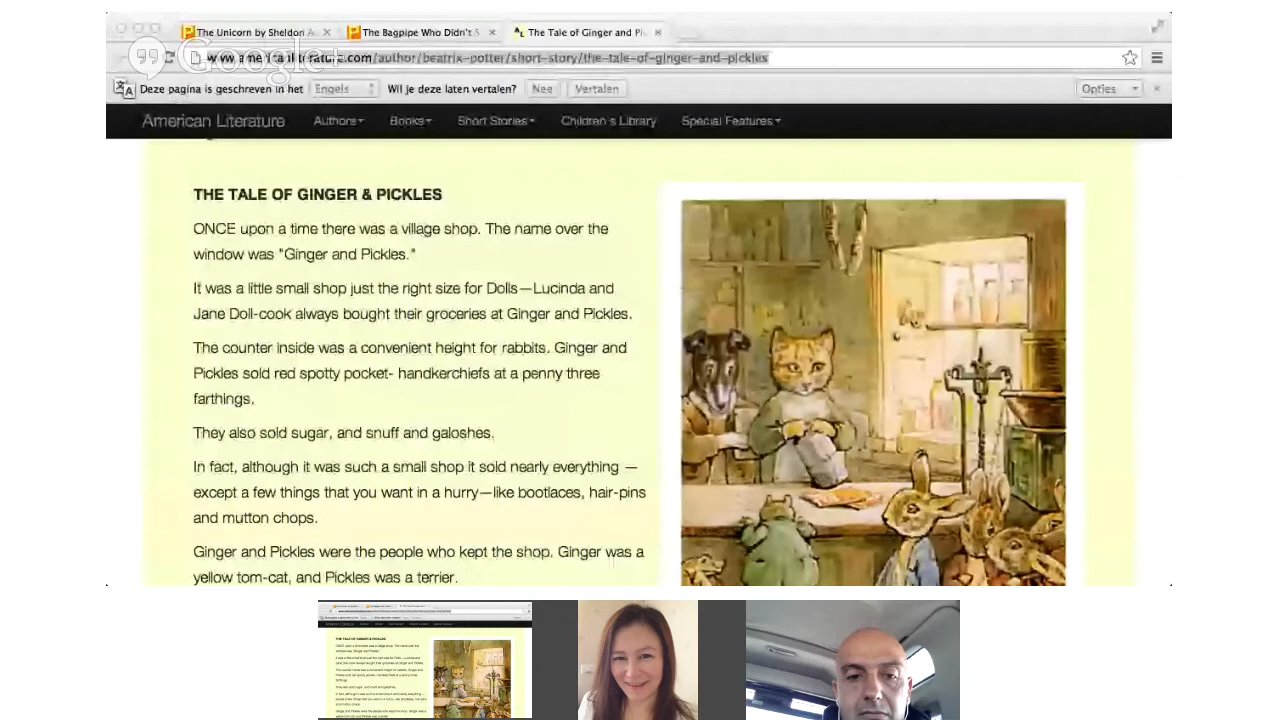 The Unicorn by Sheldon
The Bagpipe Who Didn't S
The Tale of Ginger and Pi
Google+
www.americanliterature.com/author/beatrix-potter/short-story/the-tale-of-ginger-and-pickles
Deze pagina is geschreven in het Engels Wil je deze laten vertalen? Nee Vertalen Opties
American Literature Authors Books Short Stories Children's Library Special Features
THE TALE OF GINGER & PICKLES
ONCE upon a time there was a village shop. The name over the
window was "Ginger and Pickles."
It was a little small shop just the right size for Dolls—Lucinda and
Jane Doll-cook always bought their groceries at Ginger and Pickles.
The counter inside was a convenient height for rabbits. Ginger and
Pickles sold red spotty pocket- handkerchiefs at a penny three
farthings.
They also sold sugar, and snuff and galoshes.
In fact, although it was such a small shop it sold nearly everything —
except a few things that you want in a hurry—like bootlaces, hair-pins
and mutton chops.
Ginger and Pickles were the people who kept the shop. Ginger was a
yellow tom-cat, and Pickles was a terrier.